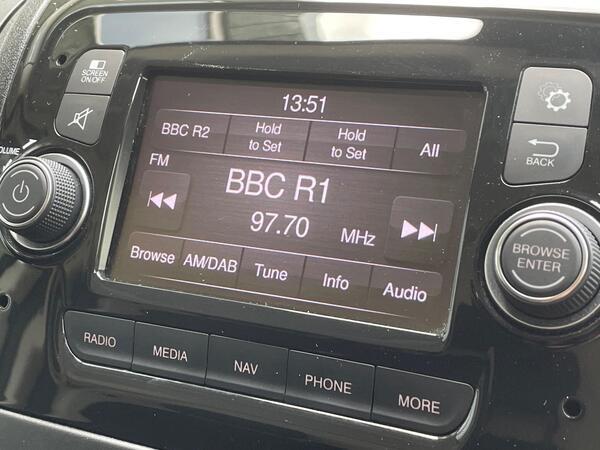 SCREEN
ON/OFF
VOLUME
13:51
BBC R2
Hold
to Set
Hold
to Set
All
FM
BBC R1
97.70
MHz
Browse
AM/DAB
Tune
Info
Audio
BACK
BROWSE
ENTER
RADIO
MEDIA
NAV
PHONE
MORE